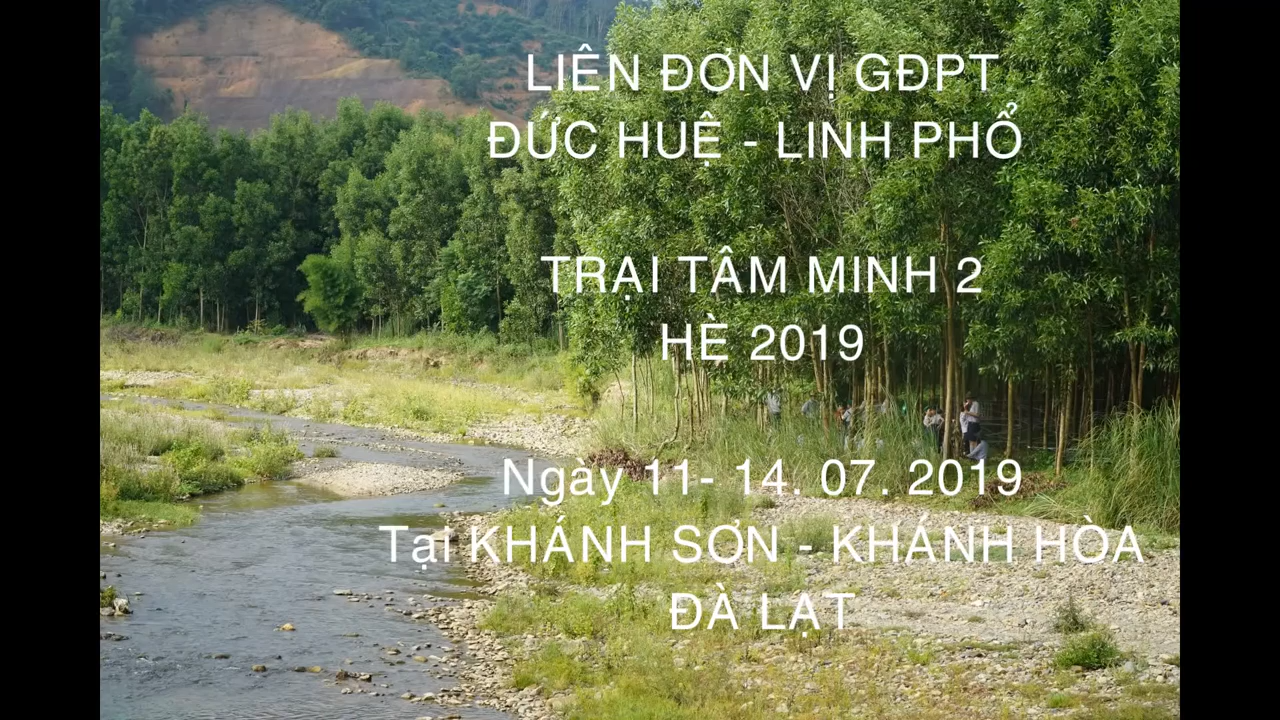 LIÊN ĐƠN VỊ GĐPT
ĐỨC HUỆ - LINH PHỔ
TRẠI TÂM MINH 2
HÈ 2019
Ngày 11- 14. 07. 2019
Tại KHÁNH SƠN - KHÁNH HÒA
ĐÀ LẠT